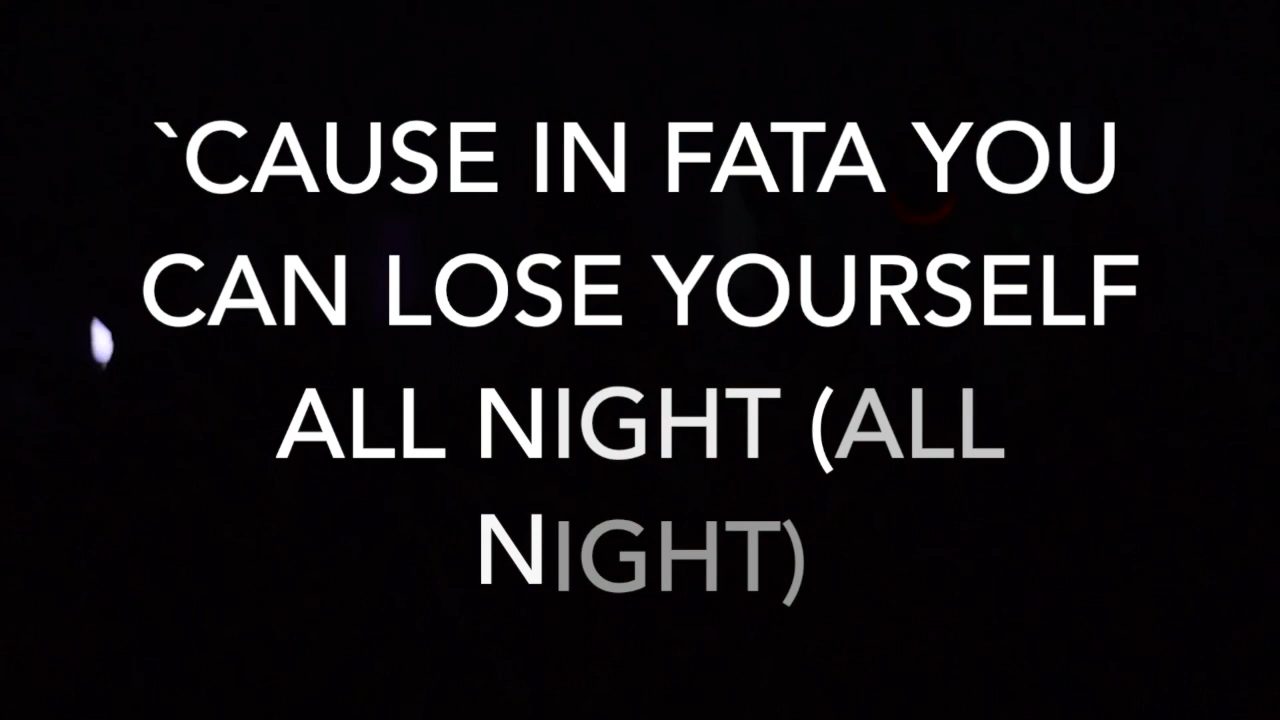 `CAUSE IN FATA YOU
CAN LOSE YOURSELF
ALL NIGHT (ALL
NIGHT)